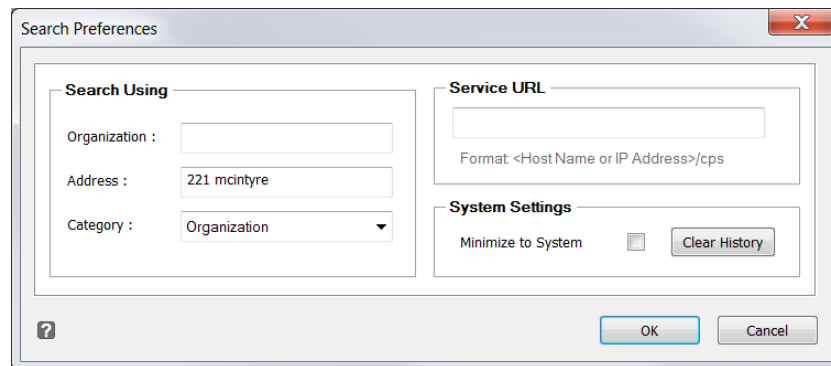 Search Preferences
Search Using
Organization :
Address :
221 mcintyre
Category :
Organization
Service URL
Format <Host Name or IP Address>/cps
System Settings
Minimize to System
Clear History
?
OK
Cancel